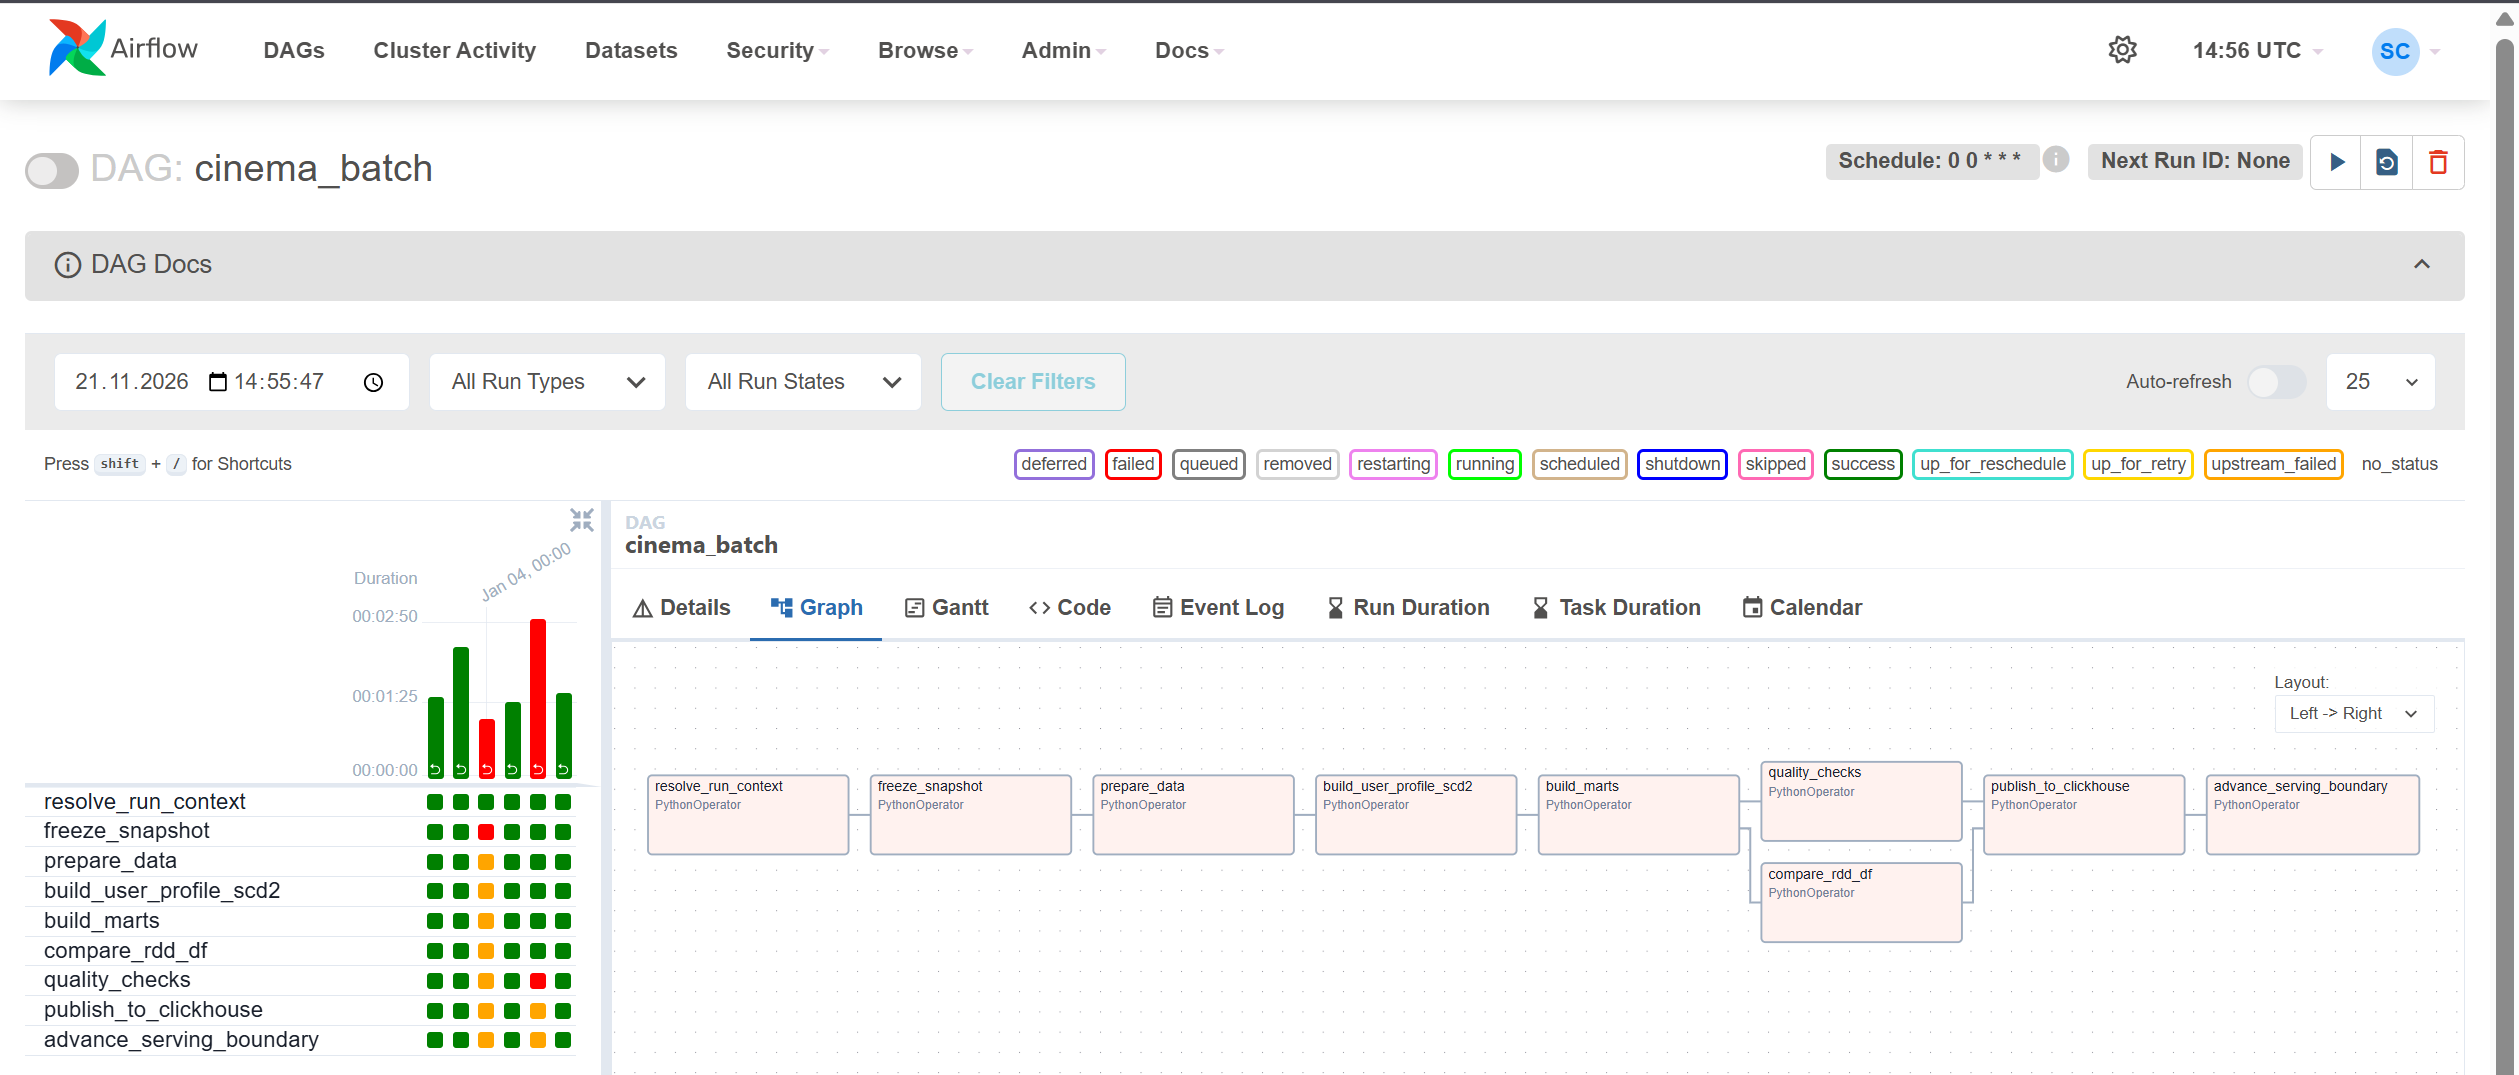 Airflow
DAGs
Cluster Activity
Datasets
Security
Browse
Admin
Docs
14:56 UTC
SC
DAG: cinema_batch
Schedule: 0 0 * * *
Next Run ID: None
DAG Docs
21.11.2026 14:55:47
All Run Types
All Run States
Clear Filters
Auto-refresh
25
Press shift + / for Shortcuts
deferred
failed
queued
removed
restarting
running
scheduled
shutdown
skipped
success
up_for_reschedule
up_for_retry
upstream_failed
no_status
Duration
Jan 04, 00:00
00:02:50
00:01:25
00:00:00
resolve_run_context
freeze_snapshot
prepare_data
build_user_profile_scd2
build_marts
compare_rdd_df
quality_checks
publish_to_clickhouse
advance_serving_boundary
DAG
cinema_batch
Details
Graph
Gantt
Code
Event Log
Run Duration
Task Duration
Calendar
Layout:
Left -> Right
resolve_run_context
PythonOperator
freeze_snapshot
PythonOperator
prepare_data
PythonOperator
build_user_profile_scd2
PythonOperator
build_marts
PythonOperator
quality_checks
PythonOperator
compare_rdd_df
PythonOperator
publish_to_clickhouse
PythonOperator
advance_serving_boundary
PythonOperator